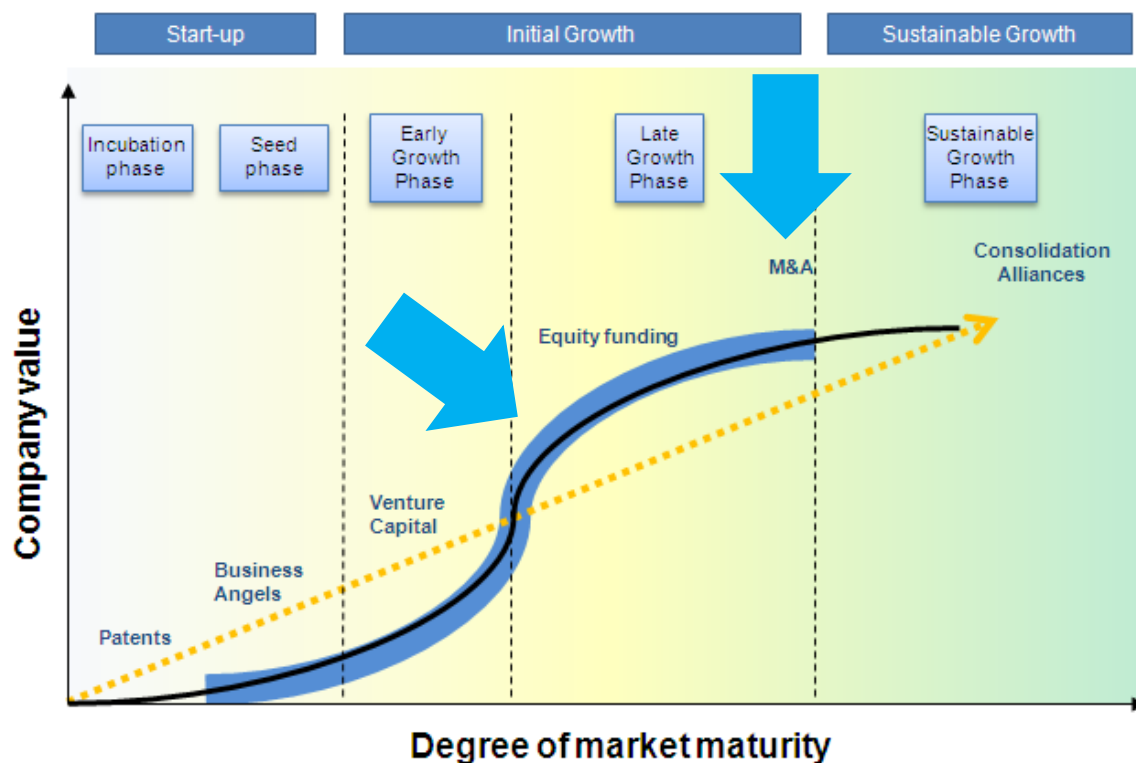 Start-up
Initial Growth
Sustainable Growth
Incubation
phase
Seed
phase
Early
Growth
Phase
Late
Growth
Phase
Sustainable
Growth
Phase
M&A
Consolidation
Alliances
Equity funding
Venture
Capital
Business
Angels
Patents
Company value
Degree of market maturity